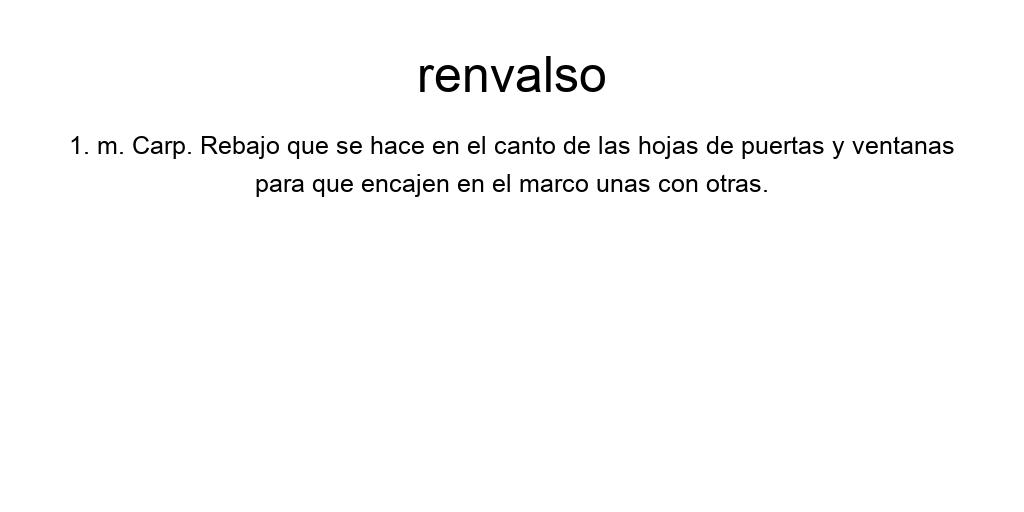 renvalso
1. m. Carp. Rebajo que se hace en el canto de las hojas de puertas y ventanas
para que encajen en el marco unas con otras.